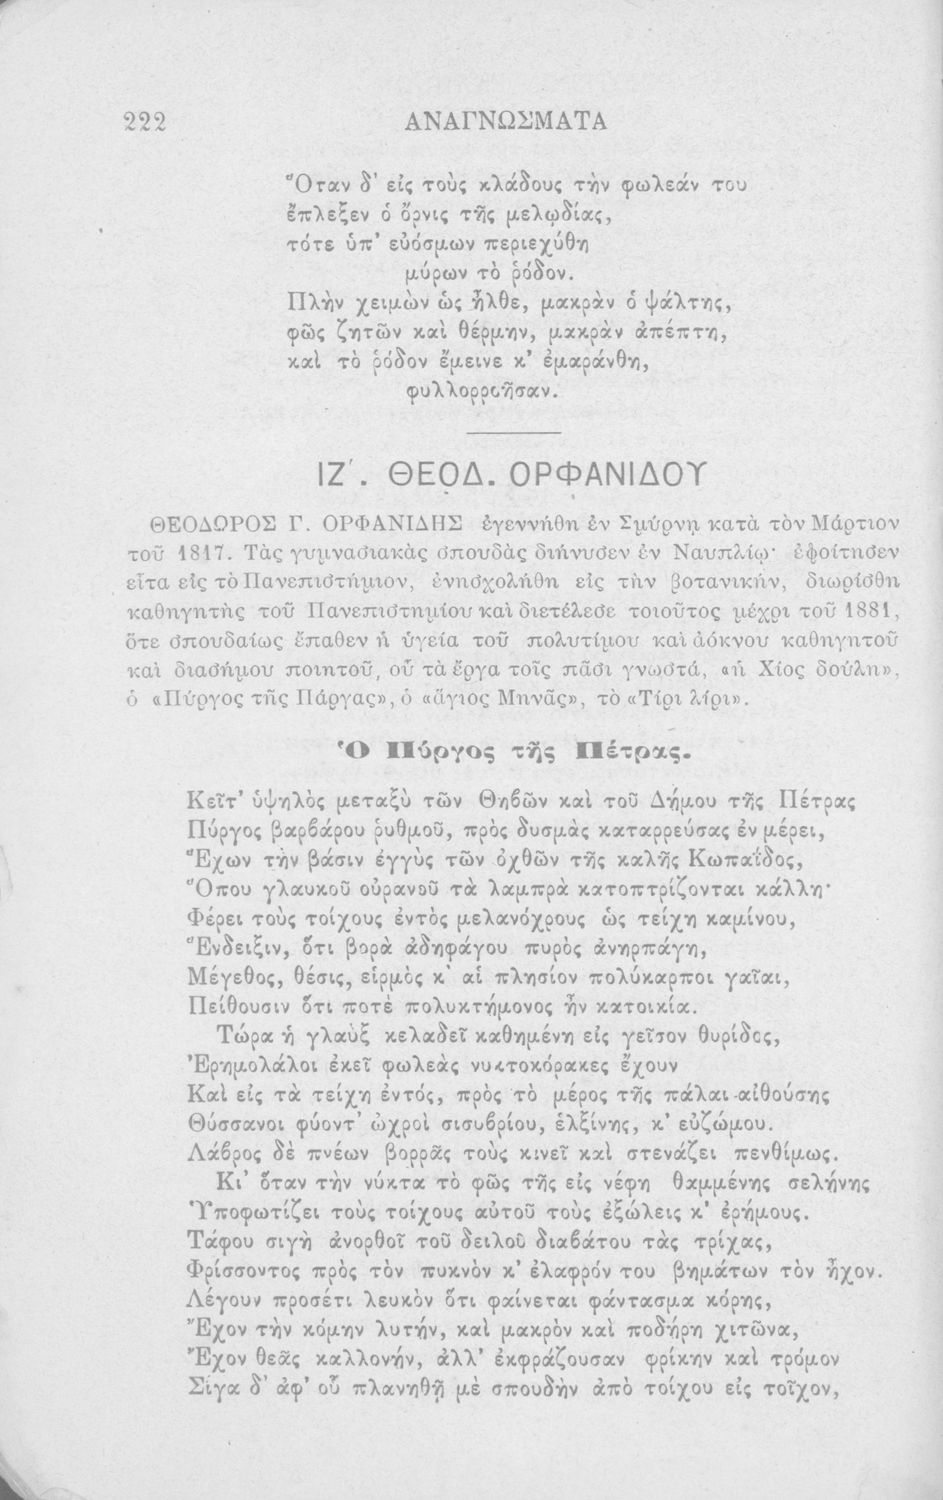 222 ΑΝΑΓΝΩΣΜΑΤΑ
Ὅταν δ' εἰς τοὺς κλάδους τὴν φωλεάν του
ἔπλεξεν ὁ ὄρνις τῆς μελῳδίας,
τότε ὑπ' εὐόσμων περιεχύθη
μύρων τὸ ῥόδον.
Πλὴν χειμὼν ὡς ἦλθε, μακρὰν ὁ ψάλτης,
φῶς ζητῶν καὶ θέρμην, μακρὰν ἀπέπτη,
καὶ τὸ ῥόδον ἔμεινε κ' ἐμαράνθη,
φυλλορροῆσαν.
ΙΖ΄. ΘΕΟΔ. ΟΡΦΑΝΙΔΟΥ
ΘΕΟΔΩΡΟΣ Γ. ΟΡΦΑΝΙΔΗΣ ἐγεννήθη ἐν Σμύρνῃ κατὰ τὸν Μάρτιον
τοῦ 1817. Τὰς γυμνασιακὰς σπουδὰς διήνυσεν ἐν Ναυπλίῳ· ἐφοίτησεν
εἶτα εἰς τὸ Πανεπιστήμιον, ἐνησχολήθη εἰς τὴν βοτανικήν, διωρίσθη
καθηγητὴς τοῦ Πανεπιστημίου καὶ διετέλεσε τοιοῦτος μέχρι τοῦ 1881,
ὅτε σπουδαίως ἔπαθεν ἡ ὑγεία τοῦ πολυτίμου καὶ ἀόκνου καθηγητοῦ
καὶ διασήμου ποιητοῦ, οὗ τὰ ἔργα τοῖς πᾶσι γνωστά, «ἡ Χίος δούλη»,
ὁ «Πύργος τῆς Πάργας», ὁ «ἅγιος Μηνᾶς», τὸ «Τίρι λίρι».
Ὁ Πύργος τῆς Πέτρας.
Κεῖτ' ὑψηλὸς μεταξὺ τῶν Θηβῶν καὶ τοῦ Δήμου τῆς Πέτρας
Πύργος βαρβάρου ῥυθμοῦ, πρὸς δυσμὰς καταρρεύσας ἐν μέρει,
Ἔχων τὴν βάσιν ἐγγὺς τῶν ὀχθῶν τῆς καλῆς Κωπαΐδος,
Ὅπου γλαυκοῦ οὐρανοῦ τὰ λαμπρὰ κατοπτρίζονται κάλλη·
Φέρει τοὺς τοίχους ἐντὸς μελανόχρους ὡς τείχη καμίνου,
Ἔνδειξιν, ὅτι βορὰ ἀδηφάγου πυρὸς ἀνηρπάγη,
Μέγεθος, θέσις, εἱρμὸς κ' αἱ πλησίον πολύκαρποι γαῖαι,
Πείθουσιν ὅτι ποτὲ πολυκτήμονος ἦν κατοικία.
Τώρα ἡ γλαὺξ κελαδεῖ καθημένη εἰς γεῖσον θυρίδος,
Ἐρημολάλοι ἐκεῖ φωλεὰς νυκτοκόρακες ἔχουν
Καὶ εἰς τὰ τείχη ἐντός, πρὸς τὸ μέρος τῆς πάλαι αἰθούσης
Θύσσανοι φύοντ' ὠχροὶ σισυβρίου, ἑλξίνης, κ' εὐζώμου.
Λάβρος δὲ πνέων βορρᾶς τοὺς κινεῖ καὶ στενάζει πενθίμως.
Κι' ὅταν τὴν νύκτα τὸ φῶς τῆς εἰς νέφη θαμμένης σελήνης
Ὑποφωτίζει τοὺς τοίχους αὐτοῦ τοὺς ἐξώλεις κ' ἐρήμους.
Τάφου σιγὴ ἀνορθοῖ τοῦ δειλοῦ διαβάτου τὰς τρίχας,
Φρίσσοντος πρὸς τὸν πυκνὸν κ' ἐλαφρόν του βημάτων τὸν ἦχον.
Λέγουν προσέτι λευκὸν ὅτι φαίνεται φάντασμα κόρης,
Ἔχον τὴν κόμην λυτήν, καὶ μακρὸν καὶ ποδήρη χιτῶνα,
Ἔχον θεᾶς καλλονήν, ἀλλ' ἐκφράζουσαν φρίκην καὶ τρόμον
Σῖγα δ' ἀφ' οὗ πλανηθῇ μὲ σπουδὴν ἀπὸ τοίχου εἰς τοῖχον,